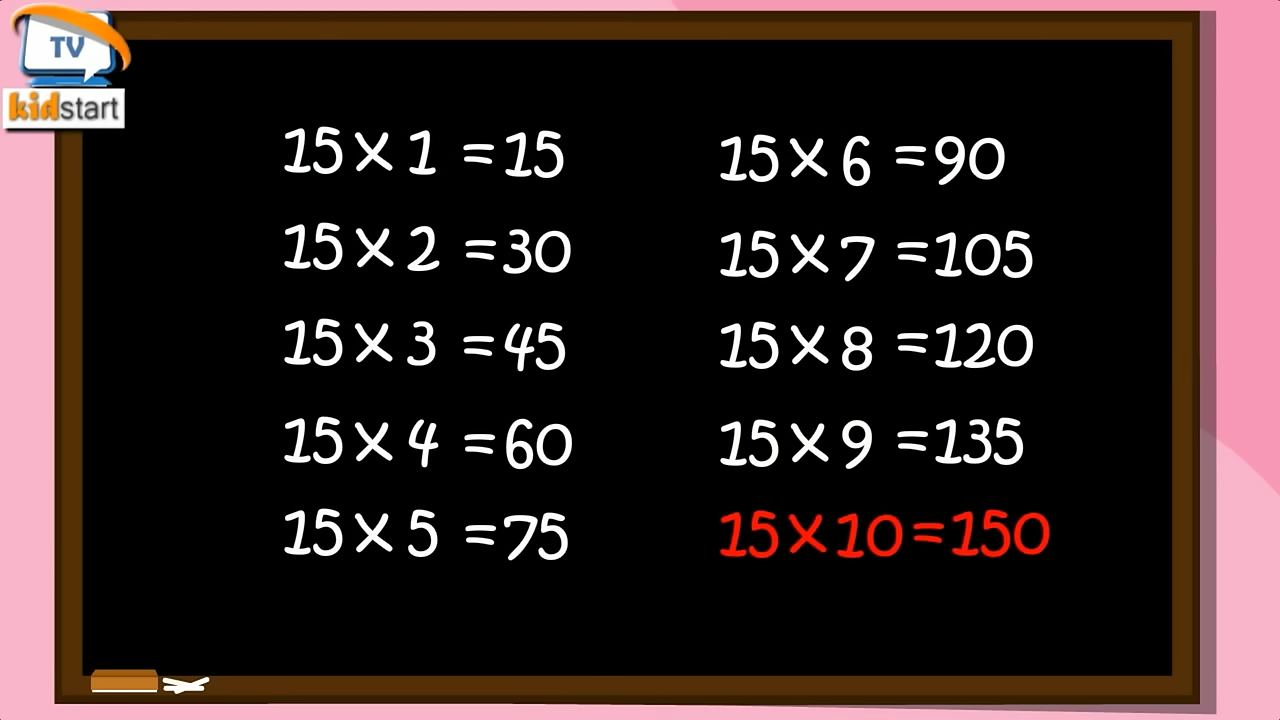 TV
kidstart
15 × 1 = 15
15 × 2 = 30
15 × 3 = 45
15 × 4 = 60
15 × 5 = 75
15 × 6 = 90
15 × 7 = 105
15 × 8 = 120
15 × 9 = 135
15 × 10 = 150